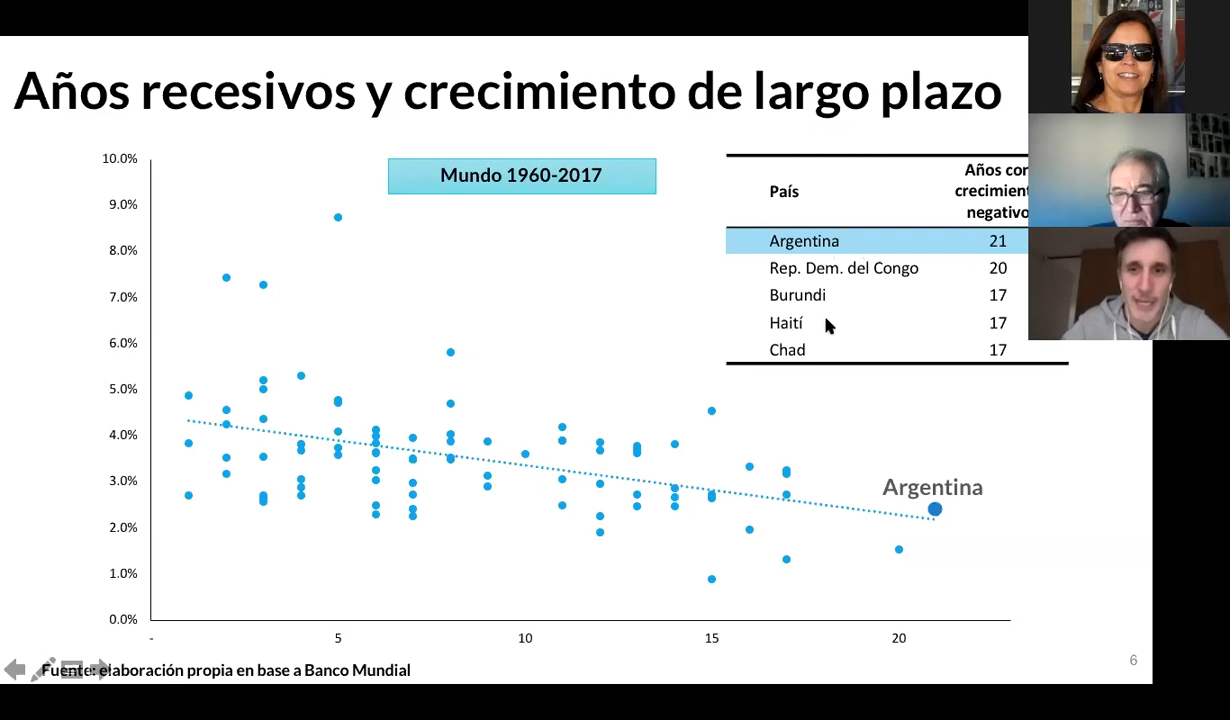 Años recesivos y crecimiento de largo plazo
Mundo 1960-2017
10.0%
9.0%
8.0%
7.0%
6.0%
5.0%
4.0%
3.0%
2.0%
1.0%
0.0%
-
5
10
15
20
Argentina
País
Años con
crecimient
negativo
Argentina 21
Rep. Dem. del Congo 20
Burundi 17
Haití 17
Chad 17
Fuente: elaboración propia en base a Banco Mundial
6